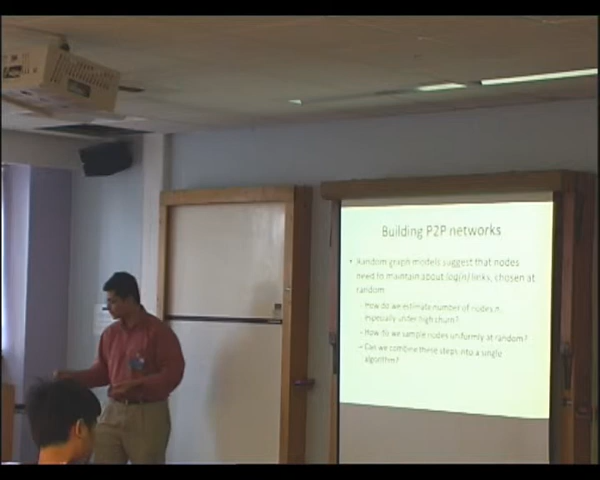 Building P2P networks
• Random graph models suggest that nodes
need to maintain about log(n) links, chosen at
random
– How do we estimate number of nodes n
especially under high churn?
– How do we sample nodes uniformly at random?
– Can we combine these steps into a single
algorithm?